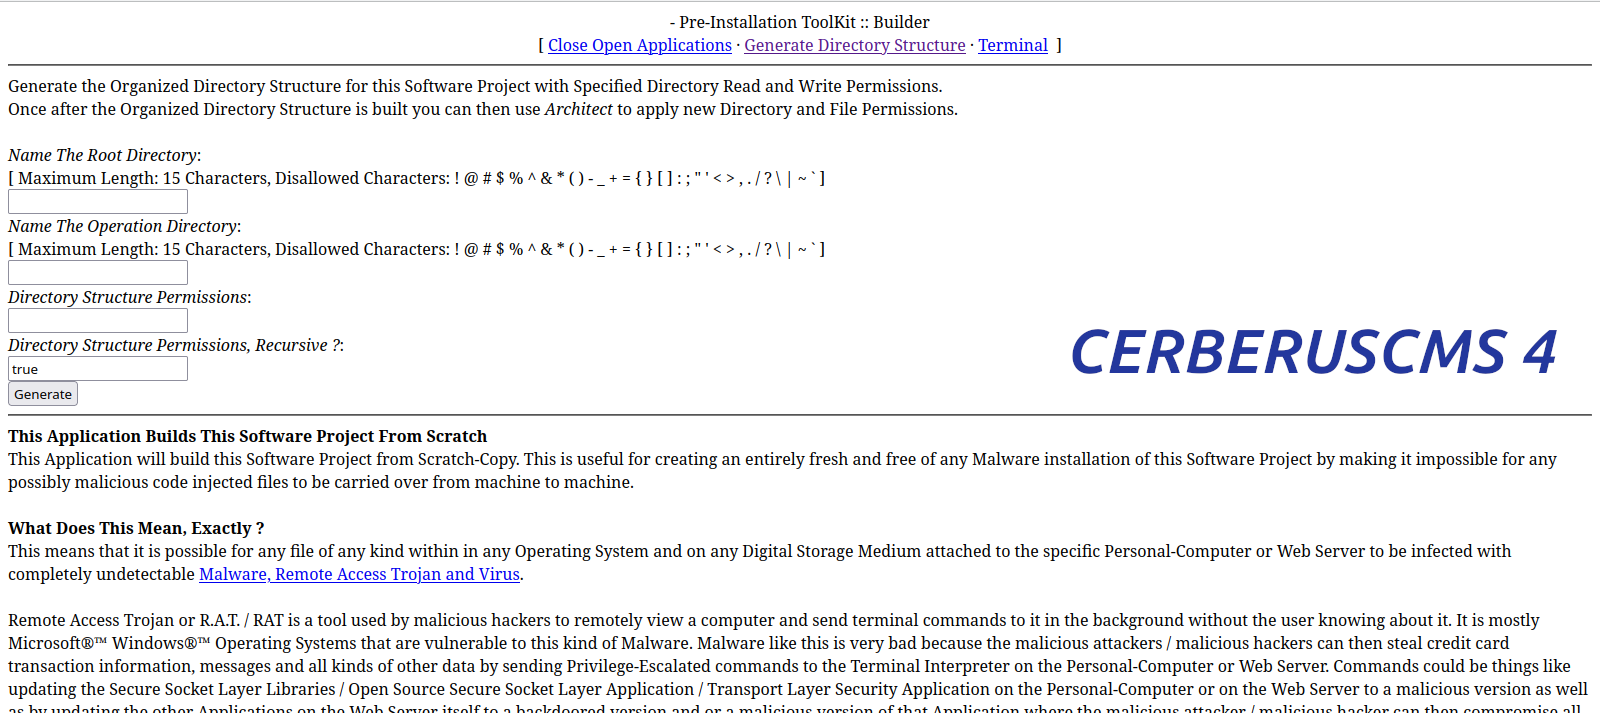 - Pre-Installation ToolKit :: Builder
[ Close Open Applications · Generate Directory Structure · Terminal ]
Generate the Organized Directory Structure for this Software Project with Specified Directory Read and Write Permissions.
Once after the Organized Directory Structure is built you can then use Architect to apply new Directory and File Permissions.
Name The Root Directory:
[ Maximum Length: 15 Characters, Disallowed Characters: ! @ # $ % ^ & * ( ) - _ + = { } [ ] : ; " ' < > , . / ? \ | ~ ` ]
Name The Operation Directory:
[ Maximum Length: 15 Characters, Disallowed Characters: ! @ # $ % ^ & * ( ) - _ + = { } [ ] : ; " ' < > , . / ? \ | ~ ` ]
Directory Structure Permissions:
Directory Structure Permissions, Recursive ?:
true
Generate
CERBERUSCMS 4
This Application Builds This Software Project From Scratch
This Application will build this Software Project from Scratch-Copy. This is useful for creating an entirely fresh and free of any Malware installation of this Software Project by making it impossible for any
possibly malicious code injected files to be carried over from machine to machine.
What Does This Mean, Exactly ?
This means that it is possible for any file of any kind within in any Operating System and on any Digital Storage Medium attached to the specific Personal-Computer or Web Server to be infected with
completely undetectable Malware, Remote Access Trojan and Virus.
Remote Access Trojan or R.A.T. / RAT is a tool used by malicious hackers to remotely view a computer and send terminal commands to it in the background without the user knowing about it. It is mostly
Microsoft®™ Windows®™ Operating Systems that are vulnerable to this kind of Malware. Malware like this is very bad because the malicious attackers / malicious hackers can then steal credit card
transaction information, messages and all kinds of other data by sending Privilege-Escalated commands to the Terminal Interpreter on the Personal-Computer or Web Server. Commands could be things like
updating the Secure Socket Layer Libraries / Open Source Secure Socket Layer Application / Transport Layer Security Application on the Personal-Computer or on the Web Server to a malicious version as well
as by updating the other Applications on the Web Server itself to a backdoored version and or a malicious version of that Application where the malicious attacker / malicious hacker can then compromise all